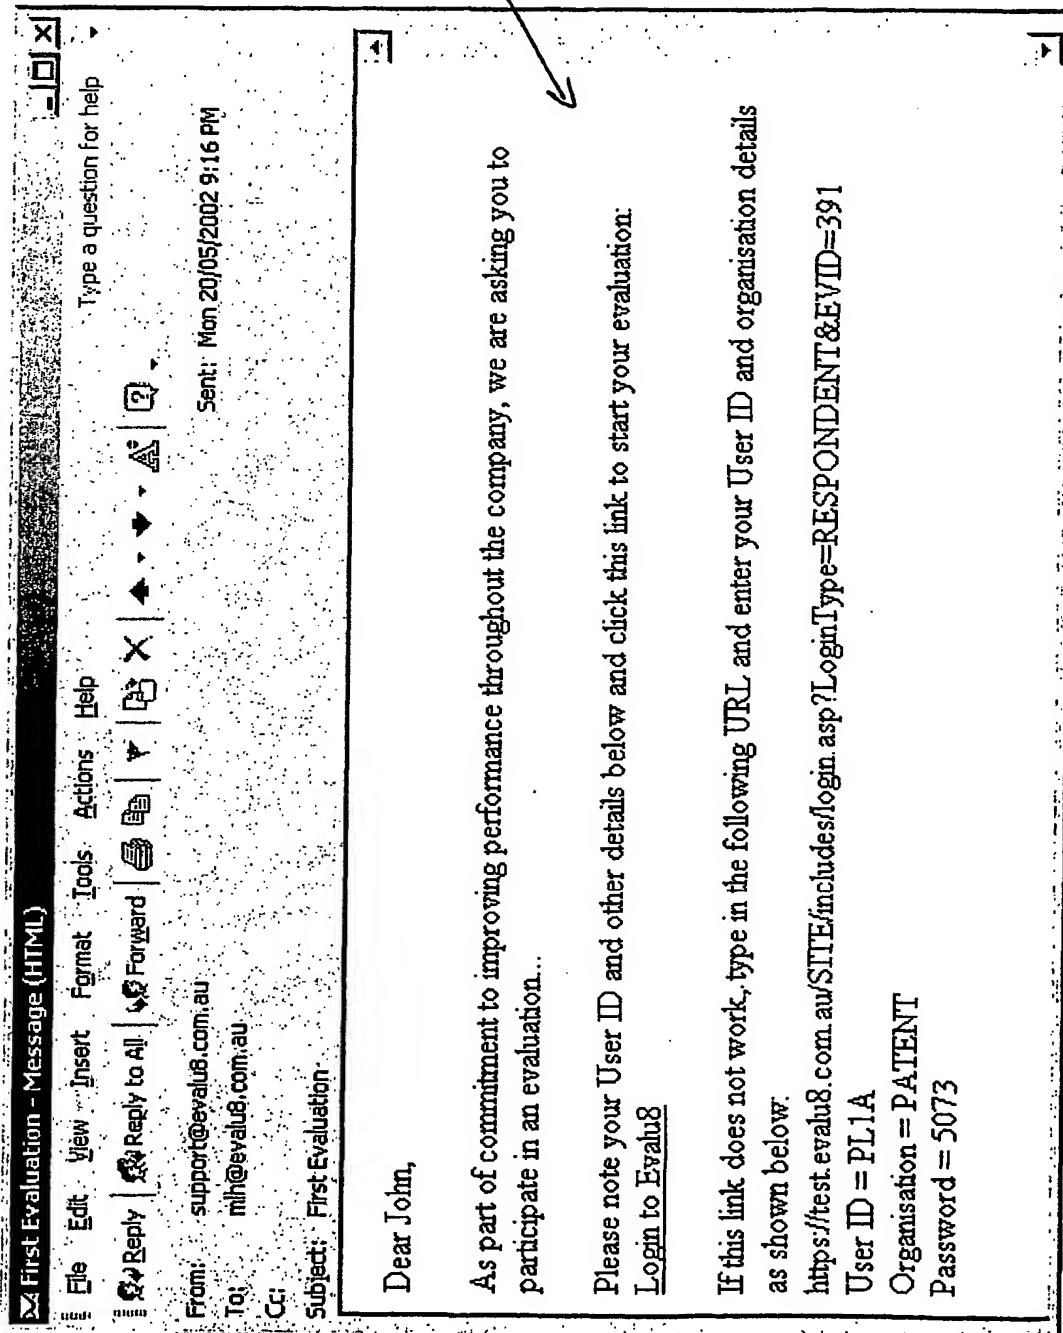 First Evaluation - Message (HTML)
File Edit View Insert Format Tools Actions Help Type a question for help
Reply Reply to All Forward
From: support@evalu8.com.au Sent: Mon 20/05/2002 9:16 PM
To: mlh@evalu8.com.au
Cc:
Subject: First Evaluation
Dear John,
As part of commitment to improving performance throughout the company, we are asking you to
participate in an evaluation...
Please note your User ID and other details below and click this link to start your evaluation:
Login to Evalu8
If this link does not work, type in the following URL and enter your User ID and organisation details
as shown below.
https://test.evalu8.com.au/SITE/includes/login.asp?LoginType=RESPONDENT&EVID=391
User ID = PL1A
Organisation = PATENT
Password = 5073